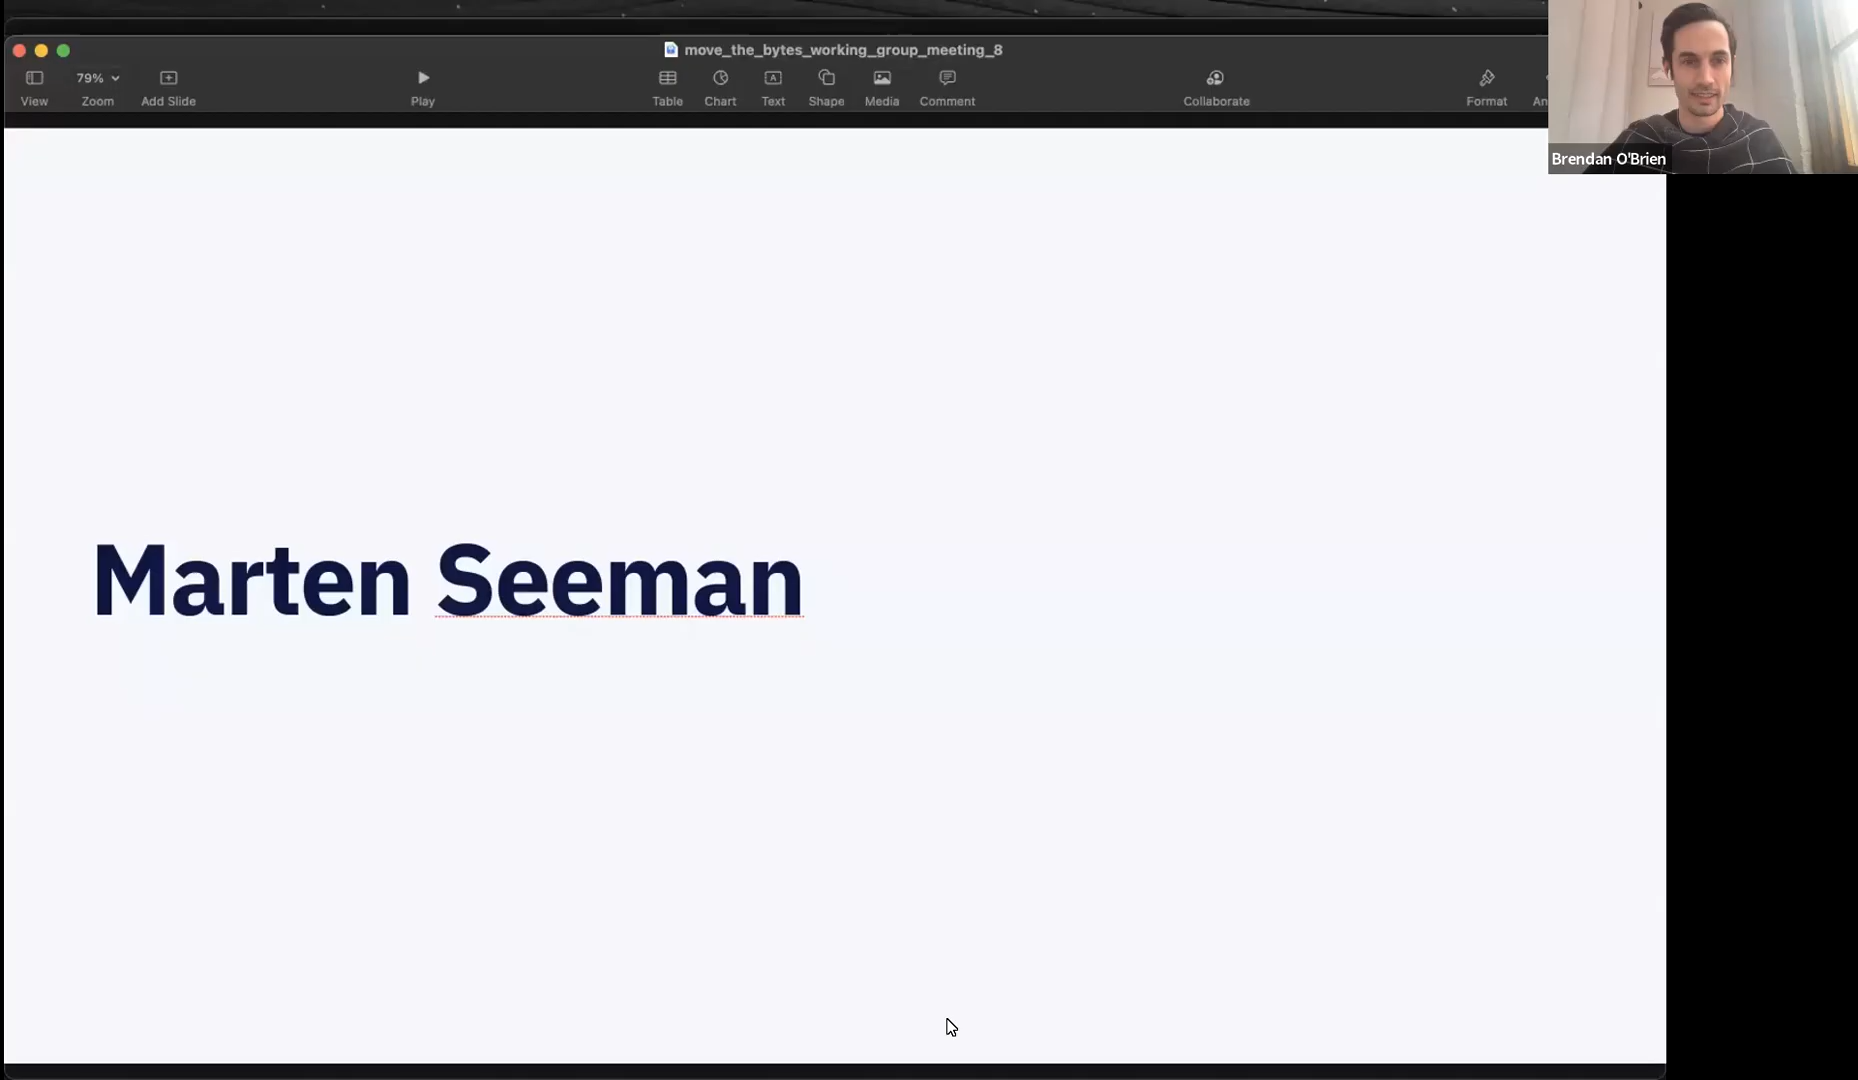 move_the_bytes_working_group_meeting_8
79%
View Zoom Add Slide Play Table Chart Text Shape Media Comment Collaborate Format An
Brendan O'Brien
Marten Seeman